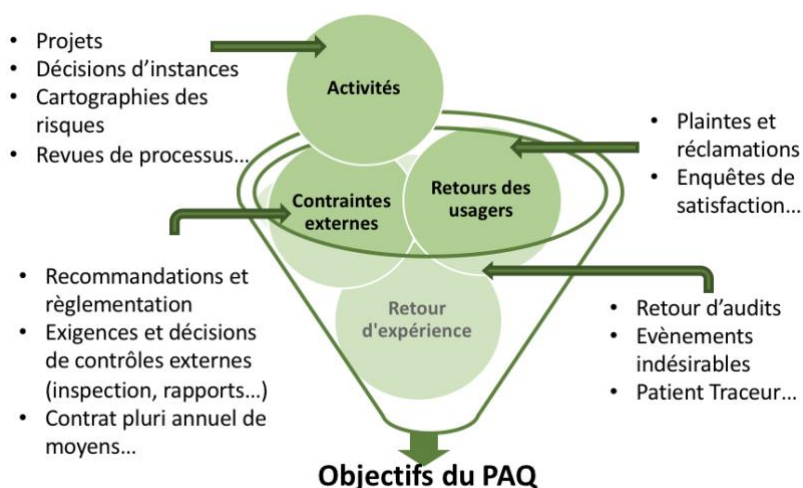 • Projets
• Décisions d'instances
• Cartographies des
risques
• Revues de processus...
Activités
• Plaintes et
réclamations
• Enquêtes de
satisfaction...
Contraintes
externes
Retours des
usagers
• Recommandations et
règlementation
• Exigences et décisions
de contrôles externes
(inspection, rapports...)
• Contrat pluri annuel de
moyens...
Retour
d'expérience
• Retour d'audits
• Evènements
indésirables
• Patient Traceur...
Objectifs du PAQ